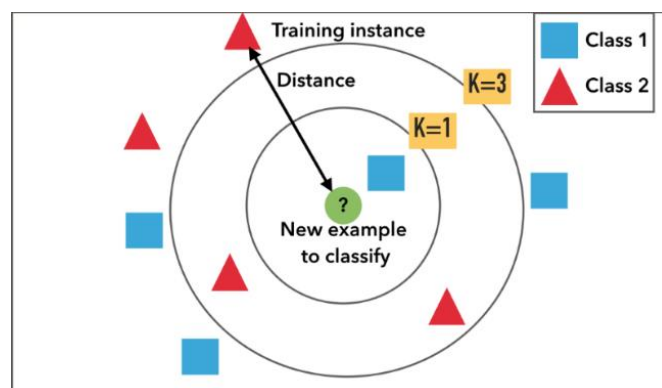 Training instance
Distance
K=3
K=1
?
New example
to classify
Class 1
Class 2